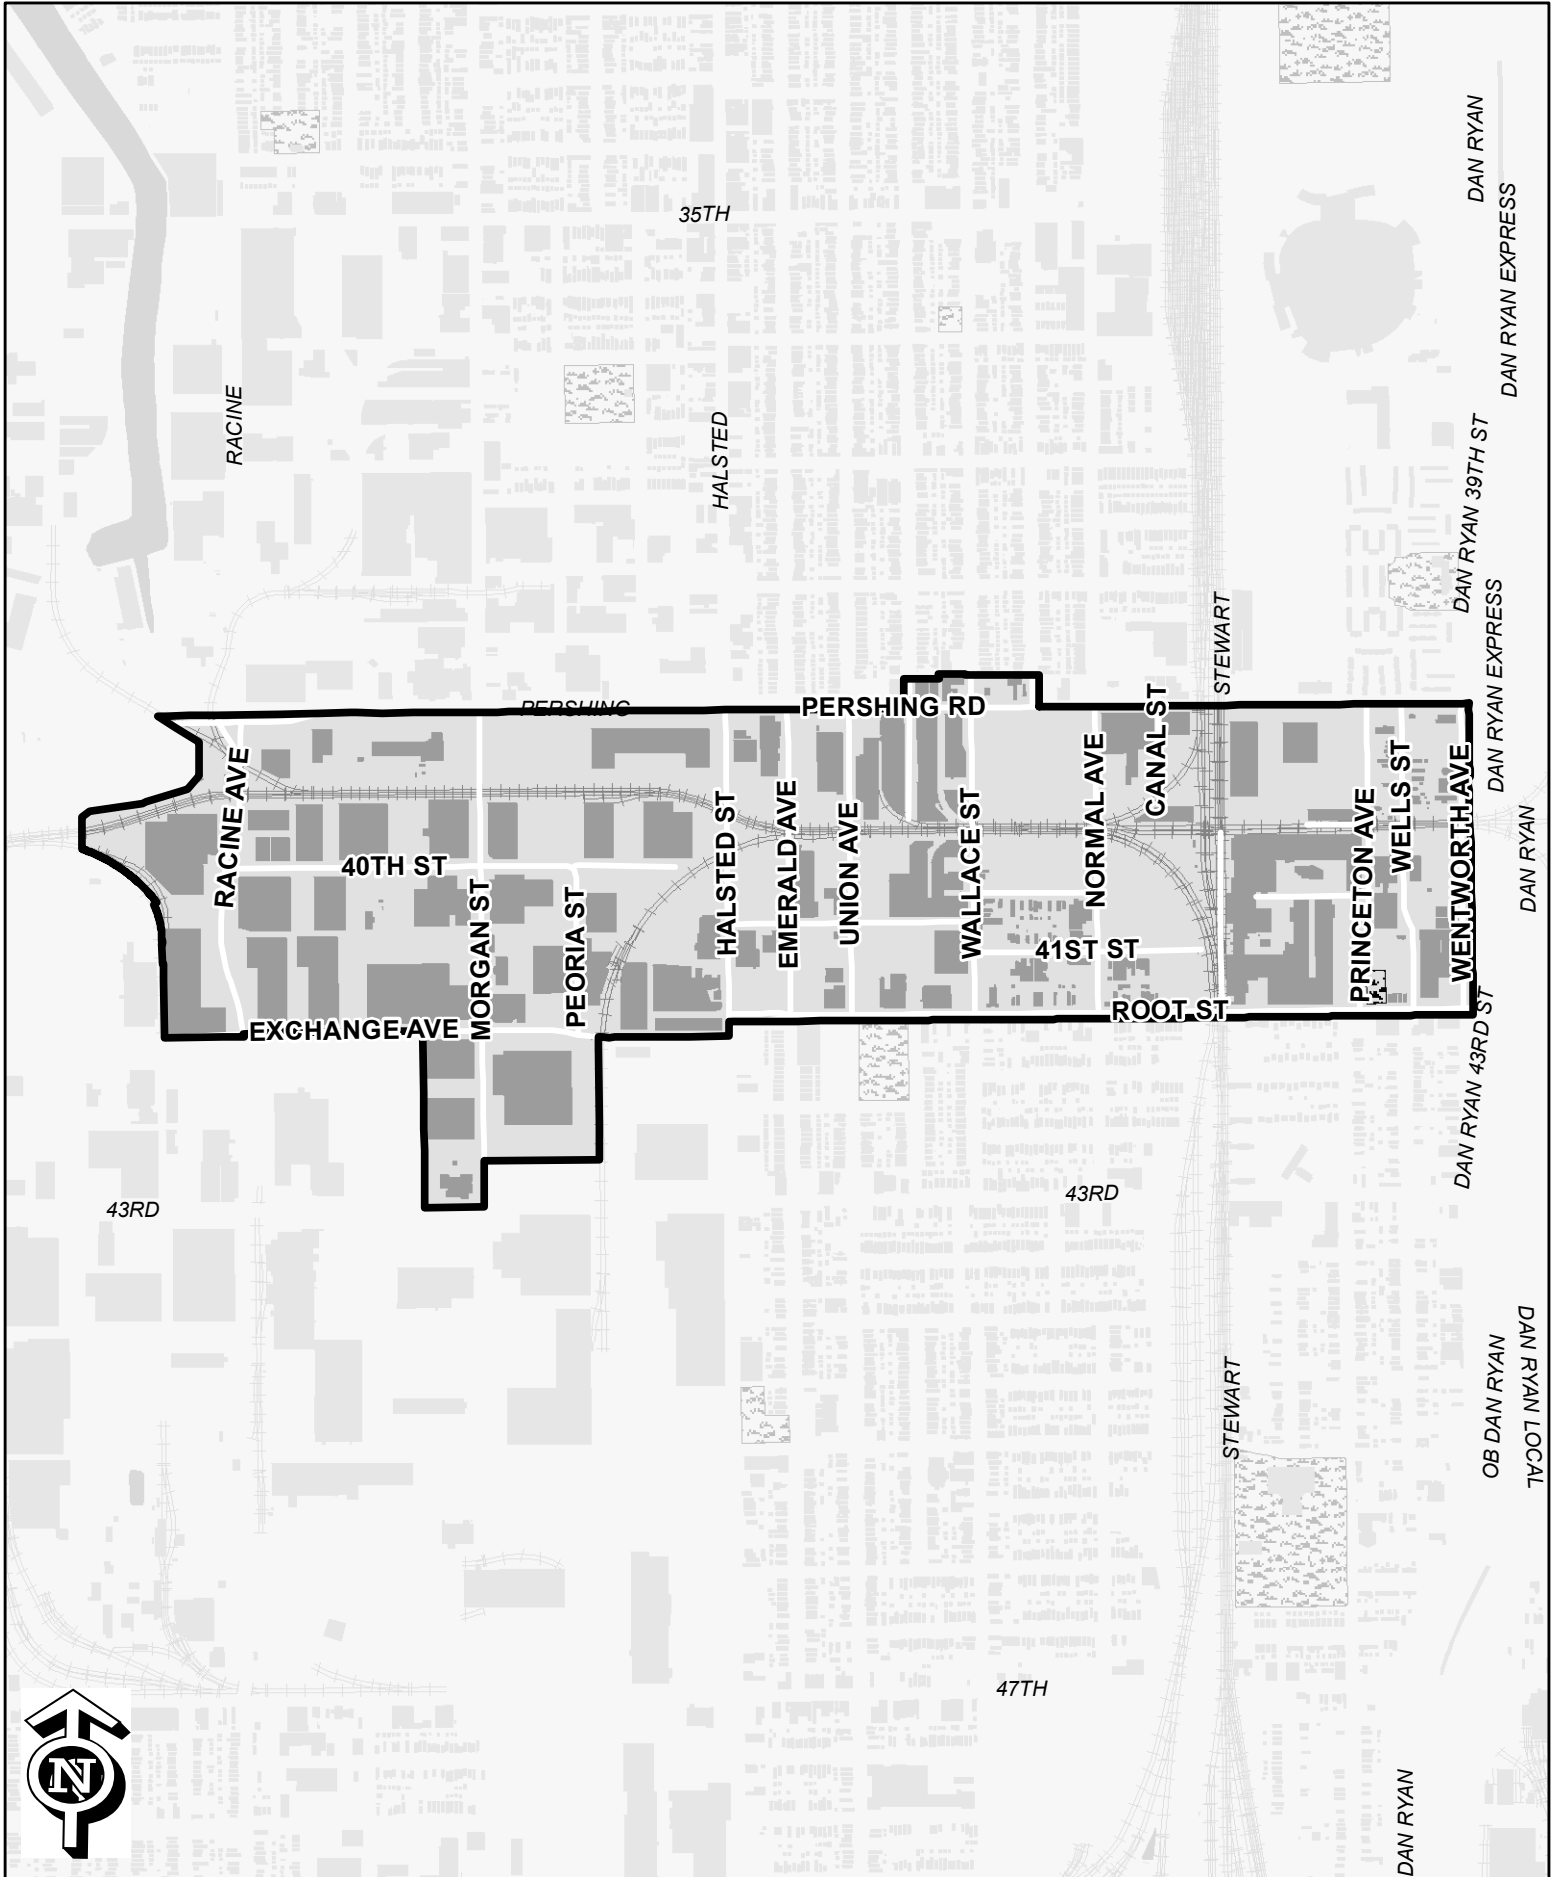 DAN RYAN
DAN RYAN EXPRESS
35TH
RACINE
HALSTED
DAN RYAN 39TH ST
STEWART
DAN RYAN EXPRESS
PERSHING
PERSHING RD
CANAL ST
RACINE AVE
NORMAL AVE
WELLS ST
WENTWORTH AVE
HALSTED ST
EMERALD AVE
UNION AVE
WALLACE ST
PRINCETON AVE
DAN RYAN
40TH ST
MORGAN ST
PEORIA ST
41ST ST
EXCHANGE AVE
ROOT ST
DAN RYAN 43RD ST
43RD
43RD
STEWART
OB DAN RYAN
DAN RYAN LOCAL
47TH
N
DAN RYAN